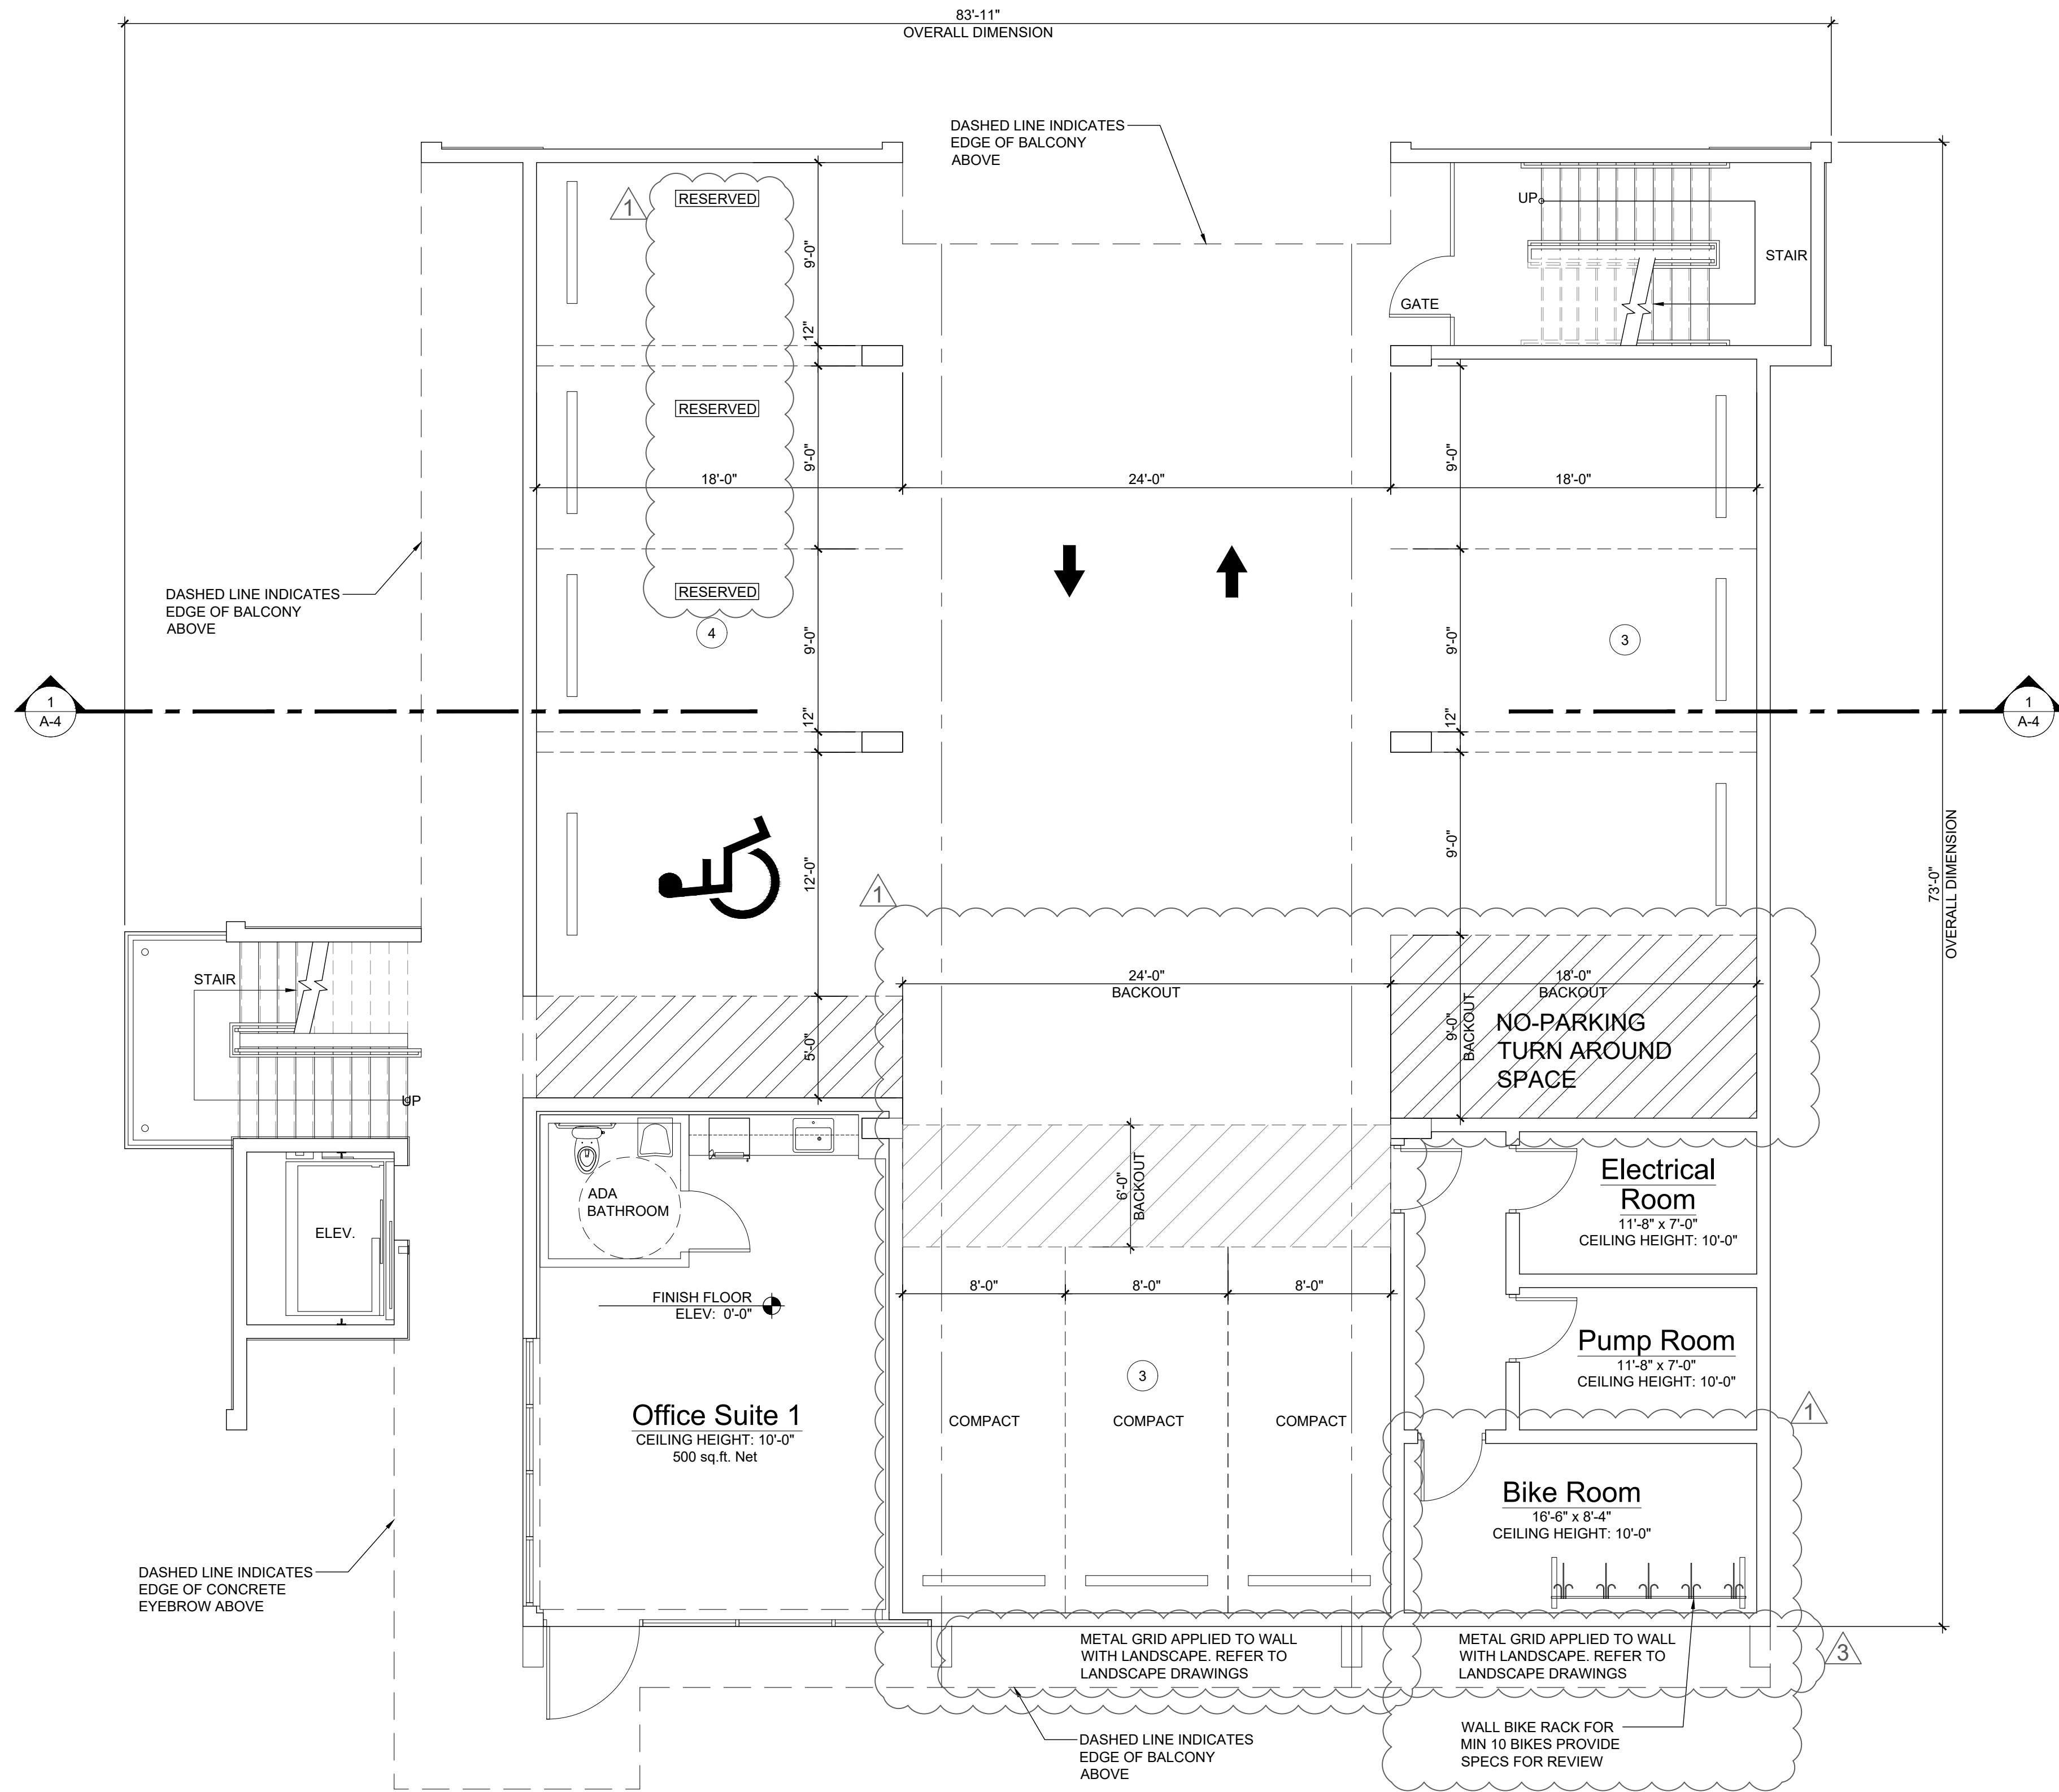 83'-11"
OVERALL DIMENSION
DASHED LINE INDICATES
EDGE OF BALCONY
ABOVE
1
RESERVED
9'-0"
12"
UP
STAIR
GATE
RESERVED
9'-0"
9'-0"
18'-0"
24'-0"
18'-0"
DASHED LINE INDICATES
EDGE OF BALCONY
ABOVE
RESERVED
4
9'-0"
9'-0"
3
1
A-4
12"
12"
1
A-4
12'-0"
9'-0"
73'-0"
OVERALL DIMENSION
1
STAIR
UP
5'-0"
24'-0"
BACKOUT
18'-0"
BACKOUT
9'-0"
BACKOUT
NO-PARKING
TURN AROUND
SPACE
6'-0"
BACKOUT
ADA
BATHROOM
ELEV.
Electrical
Room
11'-8" x 7'-0"
CEILING HEIGHT: 10'-0"
FINISH FLOOR
ELEV: 0'-0"
8'-0"
8'-0"
8'-0"
Pump Room
11'-8" x 7'-0"
CEILING HEIGHT: 10'-0"
3
Office Suite 1
CEILING HEIGHT: 10'-0"
500 sq.ft. Net
COMPACT
COMPACT
COMPACT
1
Bike Room
16'-6" x 8'-4"
CEILING HEIGHT: 10'-0"
DASHED LINE INDICATES
EDGE OF CONCRETE
EYEBROW ABOVE
METAL GRID APPLIED TO WALL
WITH LANDSCAPE. REFER TO
LANDSCAPE DRAWINGS
METAL GRID APPLIED TO WALL
WITH LANDSCAPE. REFER TO
LANDSCAPE DRAWINGS
3
DASHED LINE INDICATES
EDGE OF BALCONY
ABOVE
WALL BIKE RACK FOR
MIN 10 BIKES PROVIDE
SPECS FOR REVIEW